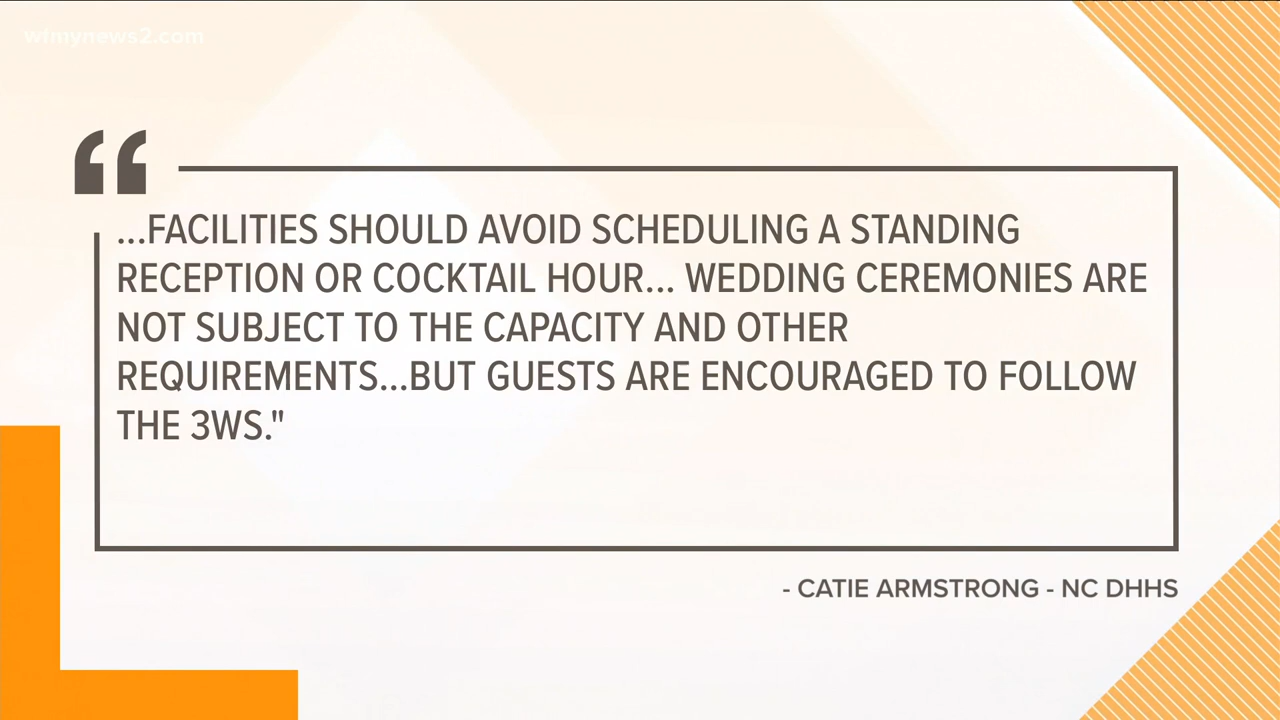 wfmynews2.com
“
...FACILITIES SHOULD AVOID SCHEDULING A STANDING
RECEPTION OR COCKTAIL HOUR... WEDDING CEREMONIES ARE
NOT SUBJECT TO THE CAPACITY AND OTHER
REQUIREMENTS...BUT GUESTS ARE ENCOURAGED TO FOLLOW
THE 3WS."
- CATIE ARMSTRONG - NC DHHS